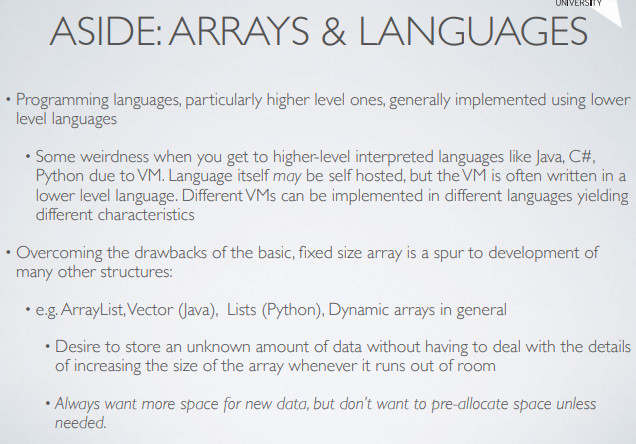 UNIVERSITY
ASIDE: ARRAYS & LANGUAGES
• Programming languages, particularly higher level ones, generally implemented using lower
level languages
• Some weirdness when you get to higher-level interpreted languages like Java, C#,
Python due to VM. Language itself may be self hosted, but the VM is often written in a
lower level language. Different VMs can be implemented in different languages yielding
different characteristics
• Overcoming the drawbacks of the basic, fixed size array is a spur to development of
many other structures:
• e.g. ArrayList, Vector (Java), Lists (Python), Dynamic arrays in general
• Desire to store an unknown amount of data without having to deal with the details
of increasing the size of the array whenever it runs out of room
• Always want more space for new data, but don't want to pre-allocate space unless
needed.